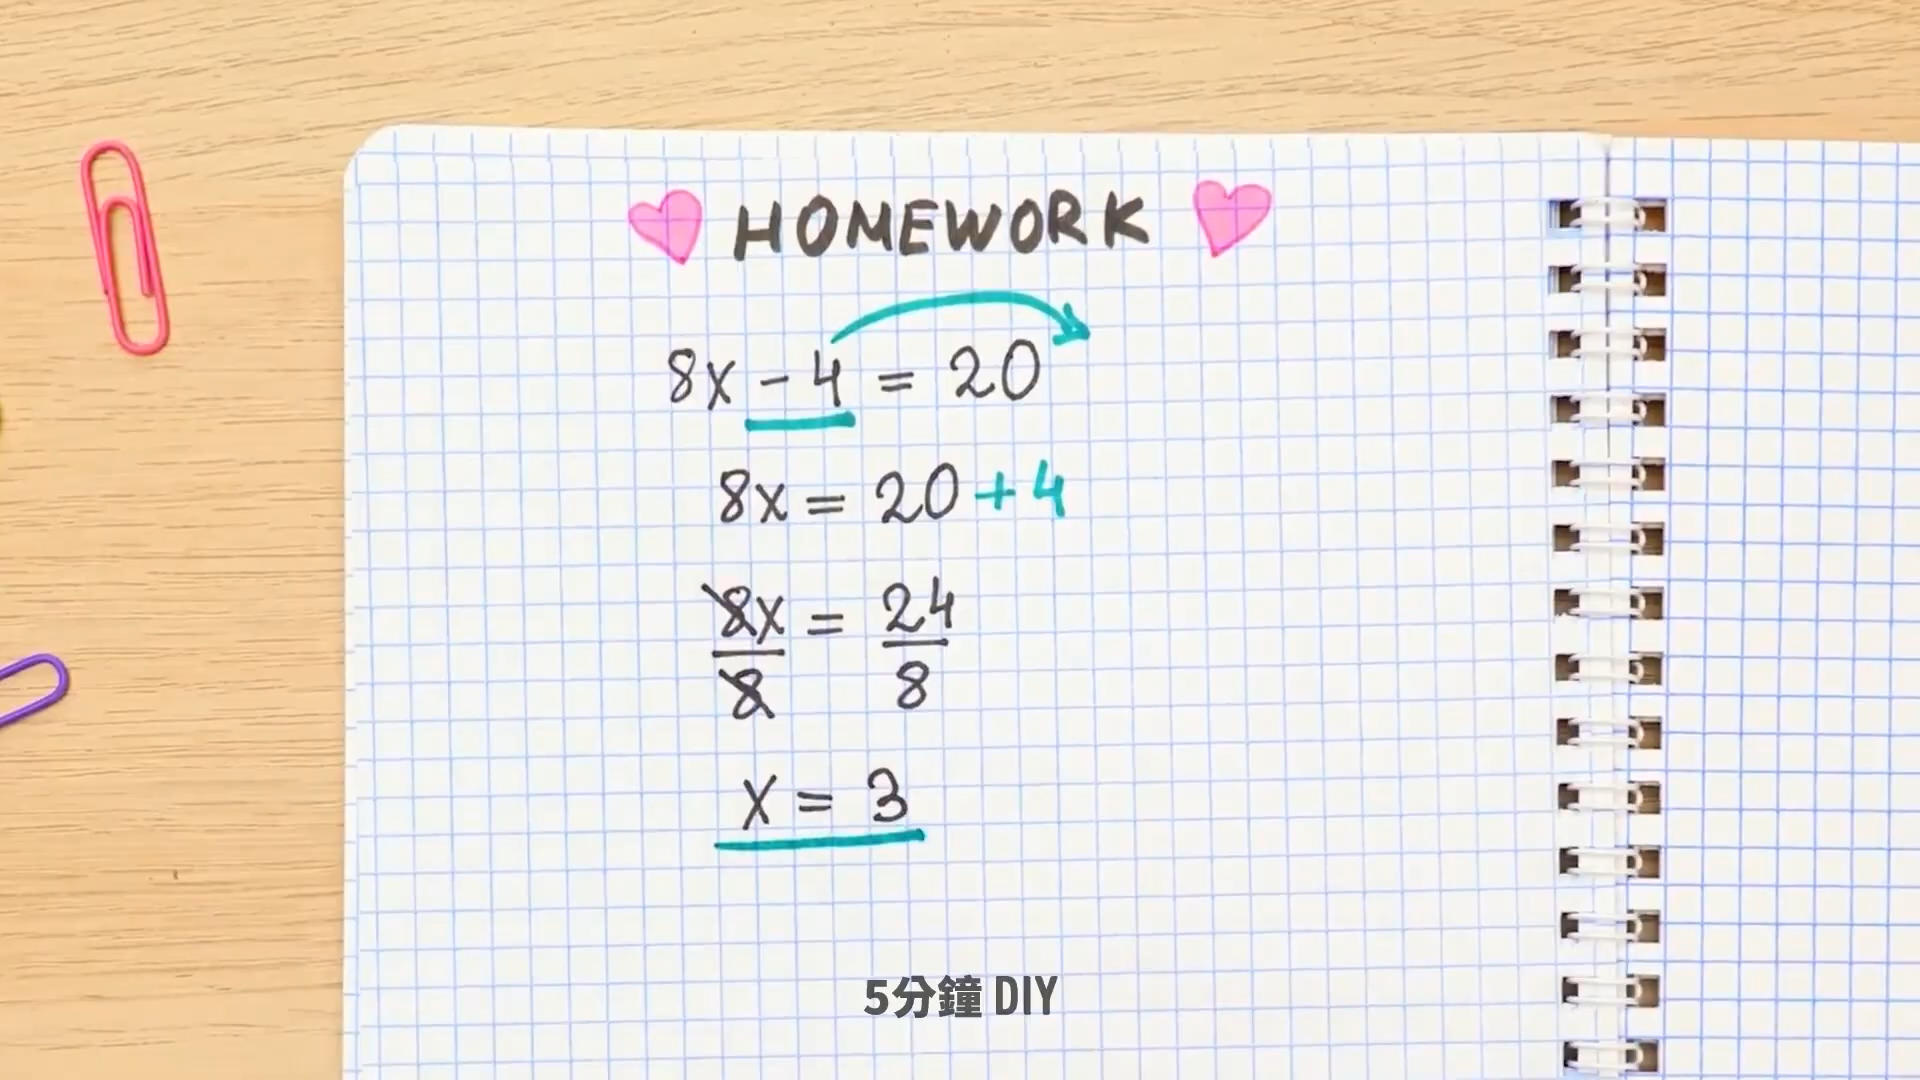 HOMEWORK
8x - 4 = 20
8x = 20 + 4
8x/8 = 24/8
x = 3
5分鐘 DIY